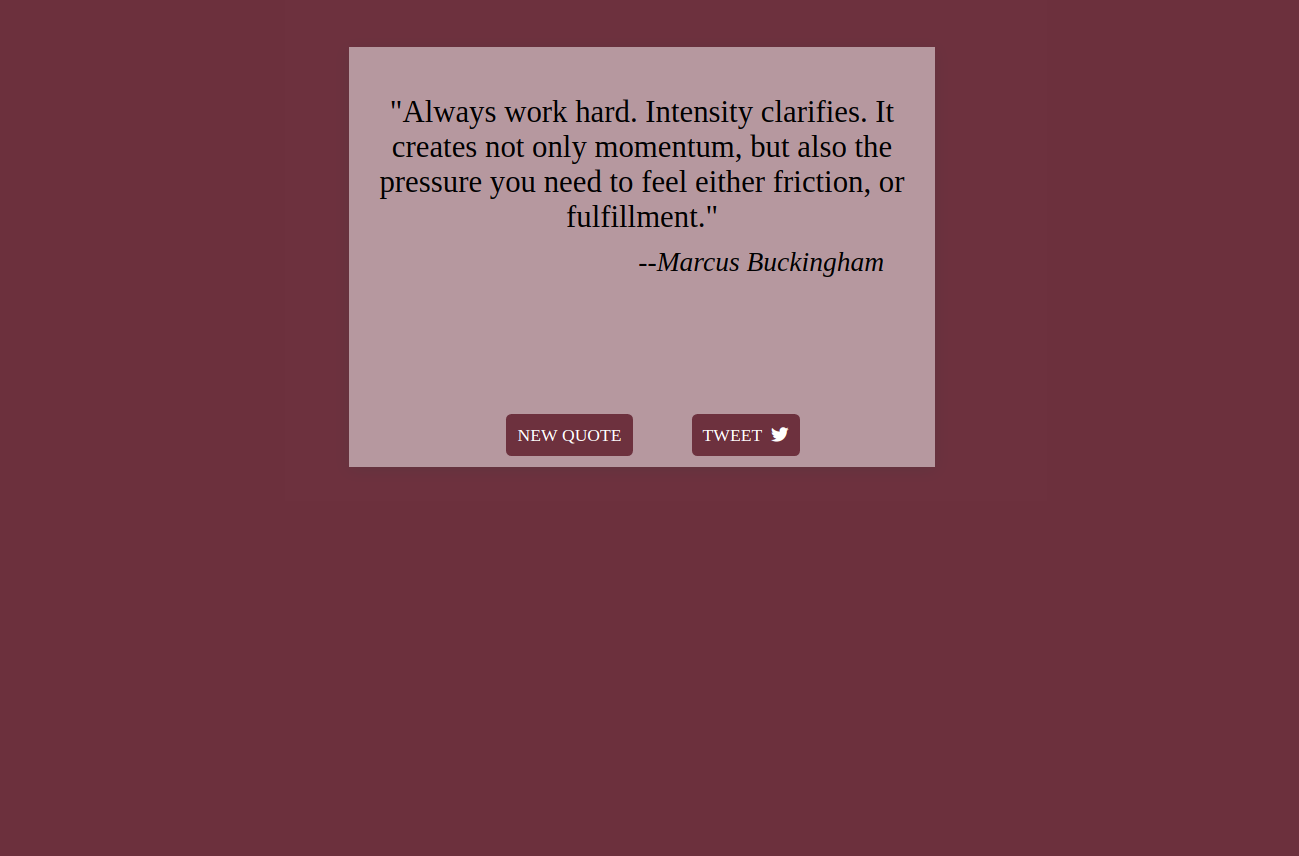 "Always work hard. Intensity clarifies. It
creates not only momentum, but also the
pressure you need to feel either friction, or
fulfillment."
--Marcus Buckingham
NEW QUOTE
TWEET